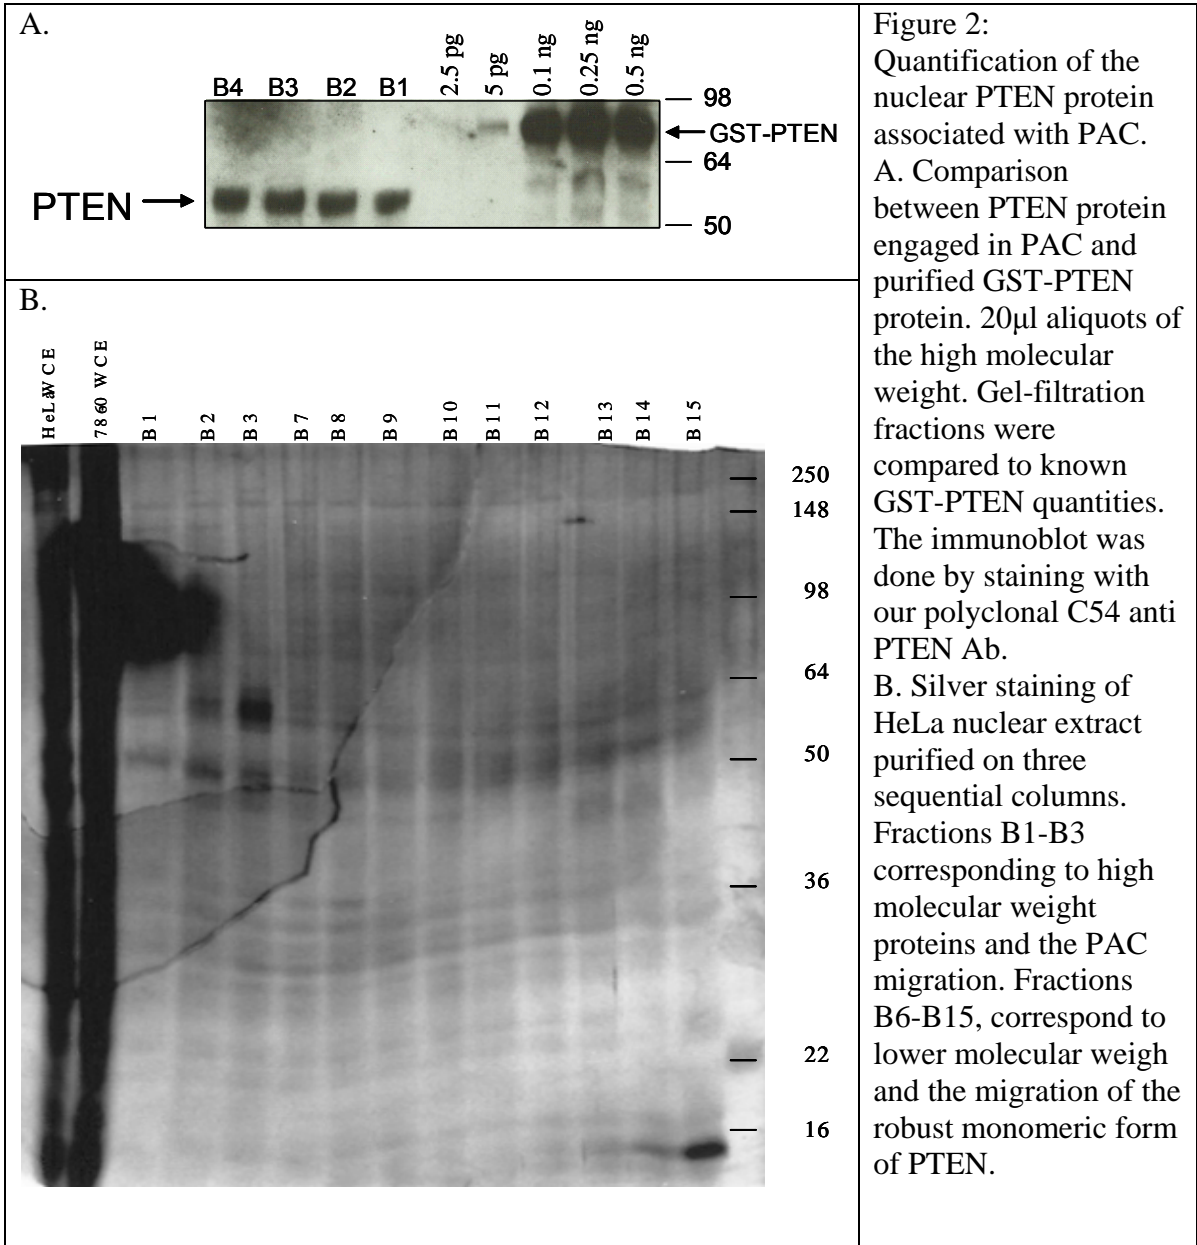 A.
B4 B3 B2 B1 2.5 pg 5 pg 0.1 ng 0.25 ng 0.5 ng
98
GST-PTEN
64
PTEN
50
B.
HeLaWCE 7860 WCE B1 B2 B3 B7 B8 B9 B10 B11 B12 B13 B14 B15
250
148
98
64
50
36
22
16
Figure 2:
Quantification of the
nuclear PTEN protein
associated with PAC.
A. Comparison
between PTEN protein
engaged in PAC and
purified GST-PTEN
protein. 20μl aliquots of
the high molecular
weight. Gel-filtration
fractions were
compared to known
GST-PTEN quantities.
The immunoblot was
done by staining with
our polyclonal C54 anti
PTEN Ab.
B. Silver staining of
HeLa nuclear extract
purified on three
sequential columns.
Fractions B1-B3
corresponding to high
molecular weight
proteins and the PAC
migration. Fractions
B6-B15, correspond to
lower molecular weigh
and the migration of the
robust monomeric form
of PTEN.